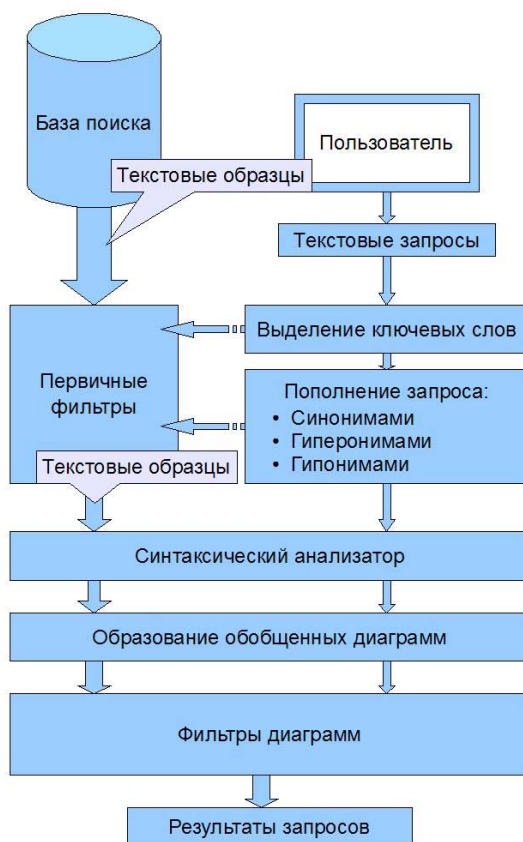 База поиска
Пользователь
Текстовые образцы
Текстовые запросы
Выделение ключевых слов
Первичные
фильтры
Пополнение запроса:
• Синонимами
• Гиперонимами
• Гипонимами
Текстовые образцы
Синтаксический анализатор
Образование обобщенных диаграмм
Фильтры диаграмм
Результаты запросов